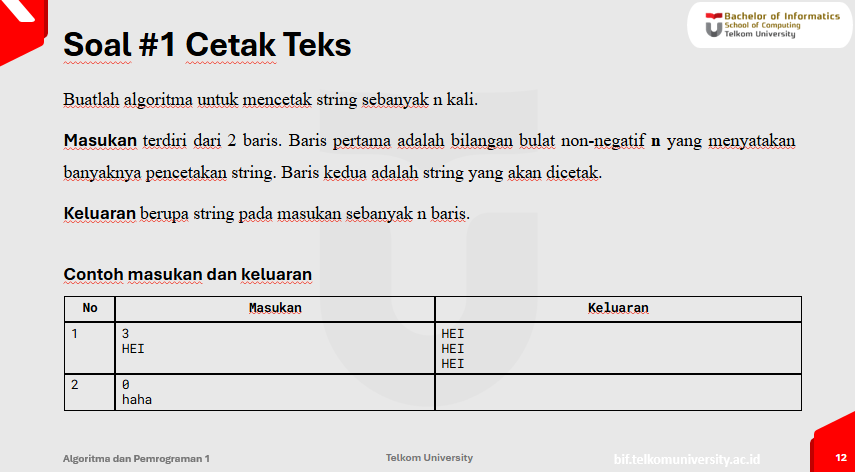 Bachelor of Informatics
School of Computing
Telkom University
Soal #1 Cetak Teks
Buatlah algoritma untuk mencetak string sebanyak n kali.
Masukan terdiri dari 2 baris. Baris pertama adalah bilangan bulat non-negatif n yang menyatakan
banyaknya pencetakan string. Baris kedua adalah string yang akan dicetak.
Keluaran berupa string pada masukan sebanyak n baris.
Contoh masukan dan keluaran
No Masukan Keluaran
1 3 HEI
HEI HEI
HEI
2 0
haha
Algoritma dan Pemrograman 1 Telkom University bif.telkomuniversity.ac.id 12